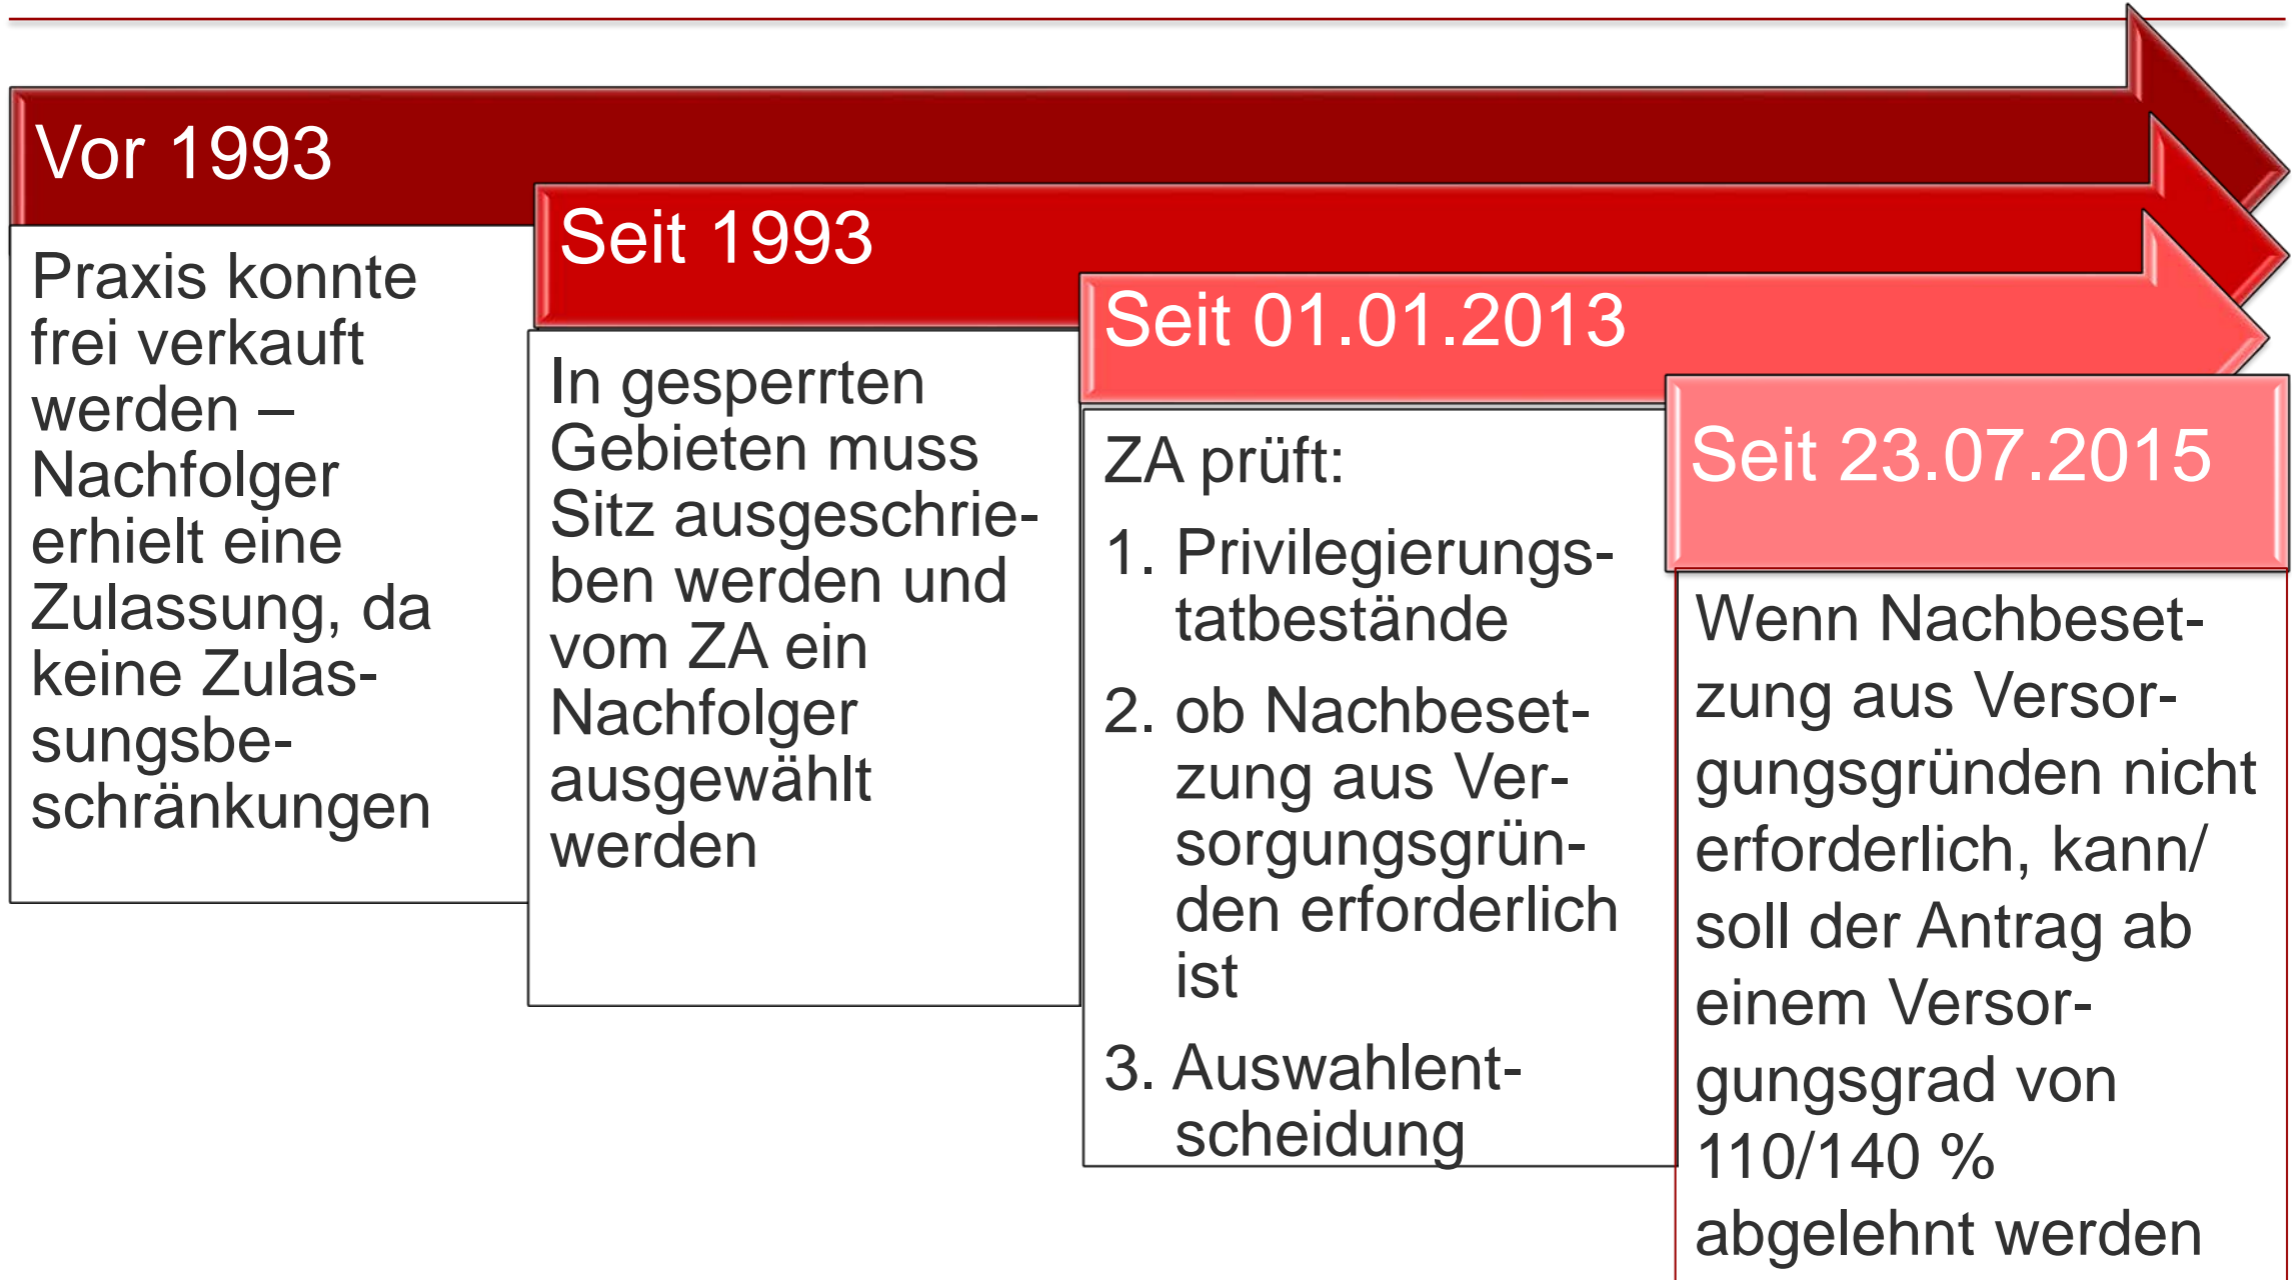 Vor 1993
Praxis konnte
frei verkauft
werden –
Nachfolger
erhielt eine
Zulassung, da
keine Zulas-
sungsbe-
schränkungen
Seit 1993
In gesperrten
Gebieten muss
Sitz ausgeschrie-
ben werden und
vom ZA ein
Nachfolger
ausgewählt
werden
Seit 01.01.2013
ZA prüft:
1. Privilegierungs-
tatbestände
2. ob Nachbeset-
zung aus Ver-
sorgungsgrün-
den erforderlich
ist
3. Auswahlent-
scheidung
Seit 23.07.2015
Wenn Nachbeset-
zung aus Versor-
gungsgründen nicht
erforderlich, kann/
soll der Antrag ab
einem Versor-
gungsgrad von
110/140 %
abgelehnt werden